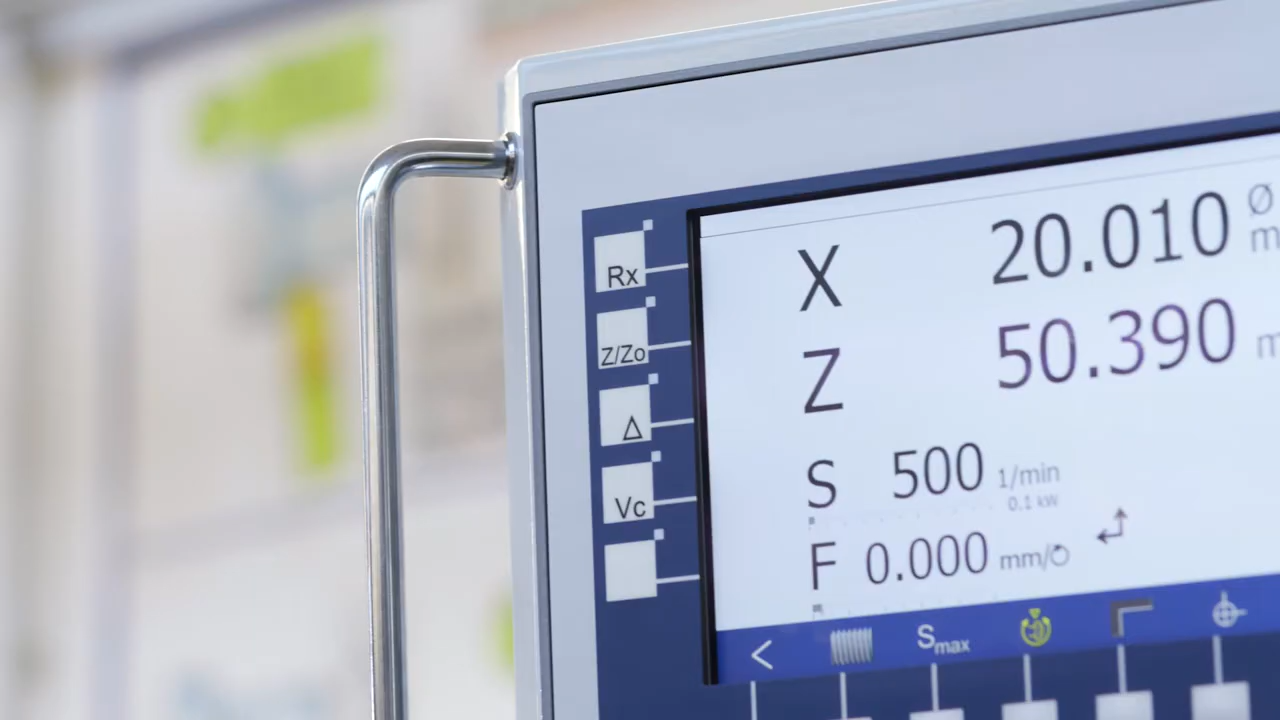 Rx
Z/Zo
Δ
Vc
X 20.010 Ø
Z 50.390
S 500 1/min
0.1 kW
F 0.000 mm/
< Smax